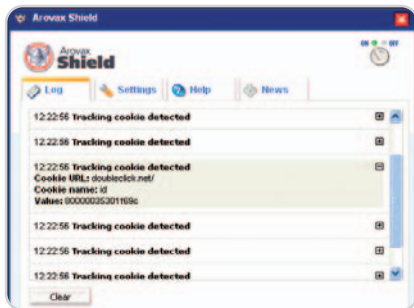 Arovax Shield
Arovax
Shield
ON OFF
Log Settings Help News
12:22:56 Tracking cookie detected
12:22:56 Tracking cookie detected
12:22:56 Tracking cookie detected
Cookie URL: doubleclick.net/
Cookie name: id
Value: 80000035301f69c
12:22:56 Tracking cookie detected
12:22:56 Tracking cookie detected
12:22:56 Tracking cookie detected
Clear